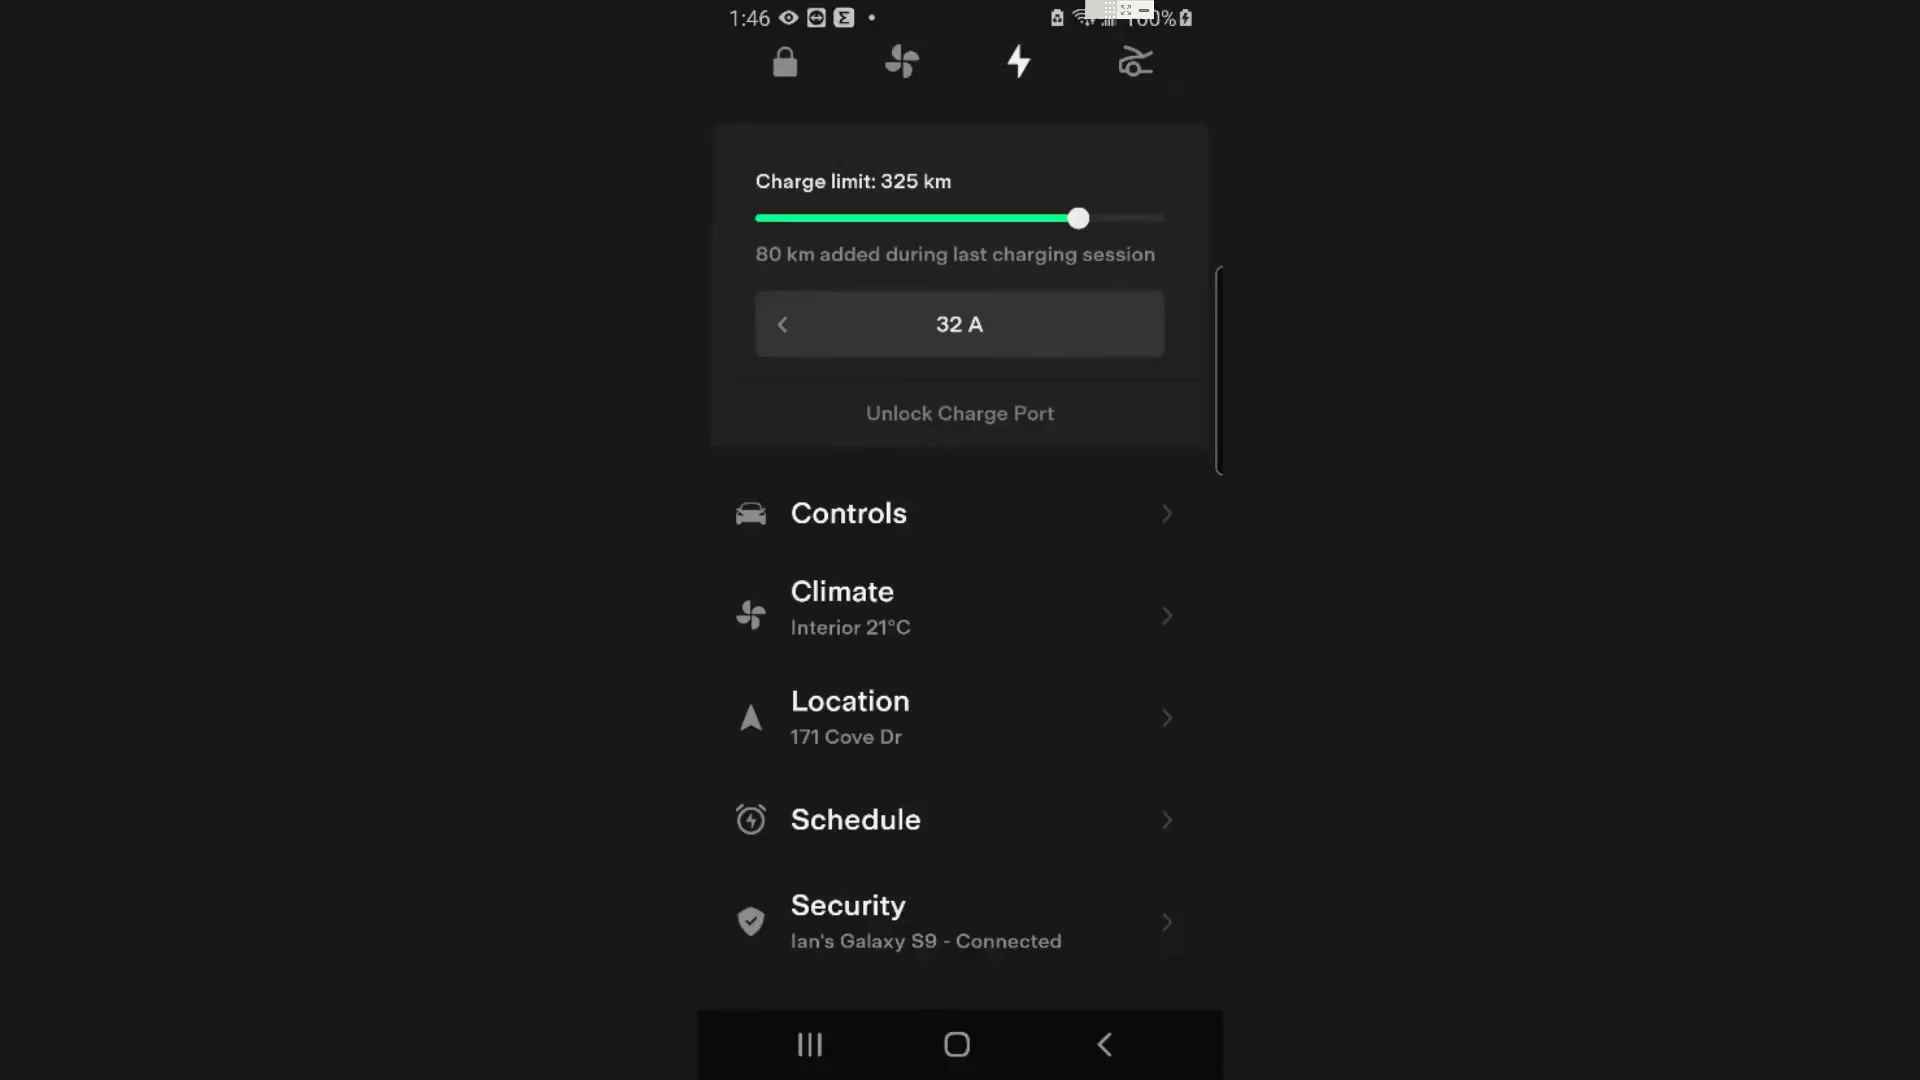 1:46
100%
Charge limit: 325 km
80 km added during last charging session
32 A
Unlock Charge Port
Controls
Climate
Interior 21°C
Location
171 Cove Dr
Schedule
Security
Ian's Galaxy S9 - Connected